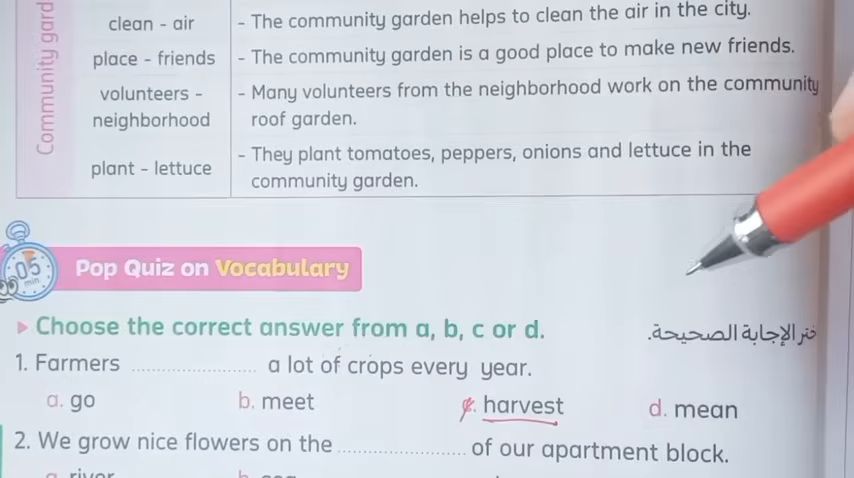 Community gard
clean - air
- The community garden helps to clean the air in the city.
place - friends
- The community garden is a good place to make new friends.
volunteers -
neighborhood
- Many volunteers from the neighborhood work on the community
roof garden.
plant - lettuce
- They plant tomatoes, peppers, onions and lettuce in the
community garden.
05
min
Pop Quiz on Vocabulary
Choose the correct answer from a, b, c or d.
الإجابة الصحيحة.
1. Farmers ........................ a lot of crops every year.
a. go b. meet c. harvest d. mean
2. We grow nice flowers on the ........................ of our apartment block.
a. river